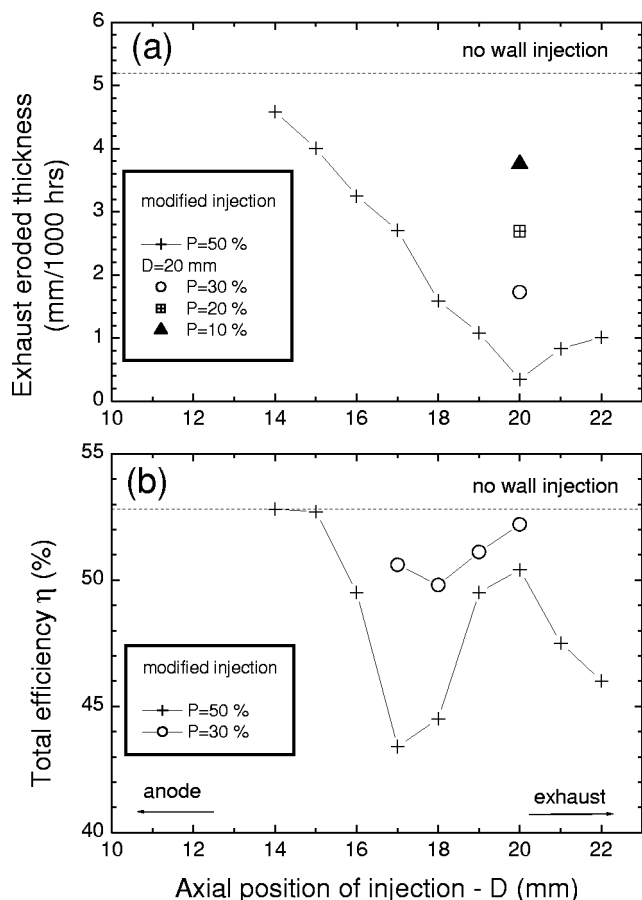 (a)
no wall injection
Exhaust eroded thickness
(mm/1000 hrs)
6
5
4
3
2
1
0
modified injection
P=50 %
D=20 mm
P=30 %
P=20 %
P=10 %
10 12 14 16 18 20 22
(b)
no wall injection
Total efficiency η (%)
55
50
45
40
modified injection
P=50 %
P=30 %
anode
exhaust
10 12 14 16 18 20 22
Axial position of injection - D (mm)